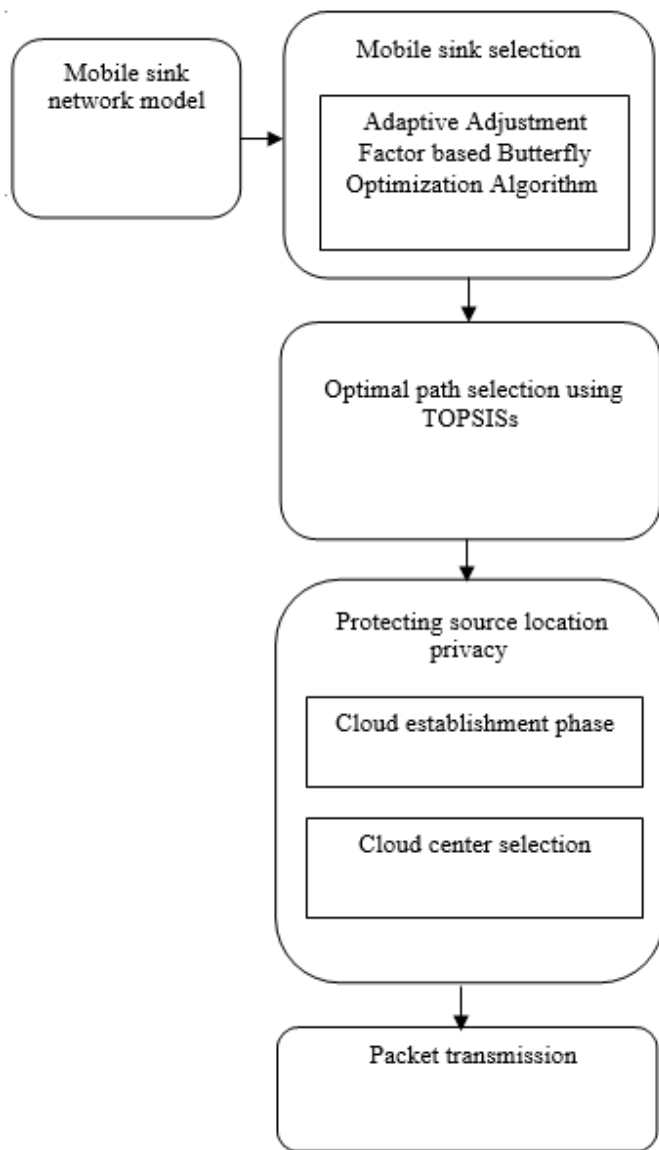 Mobile sink
network model
Mobile sink selection
Adaptive Adjustment
Factor based Butterfly
Optimization Algorithm
Optimal path selection using
TOPSISs
Protecting source location
privacy
Cloud establishment phase
Cloud center selection
Packet transmission